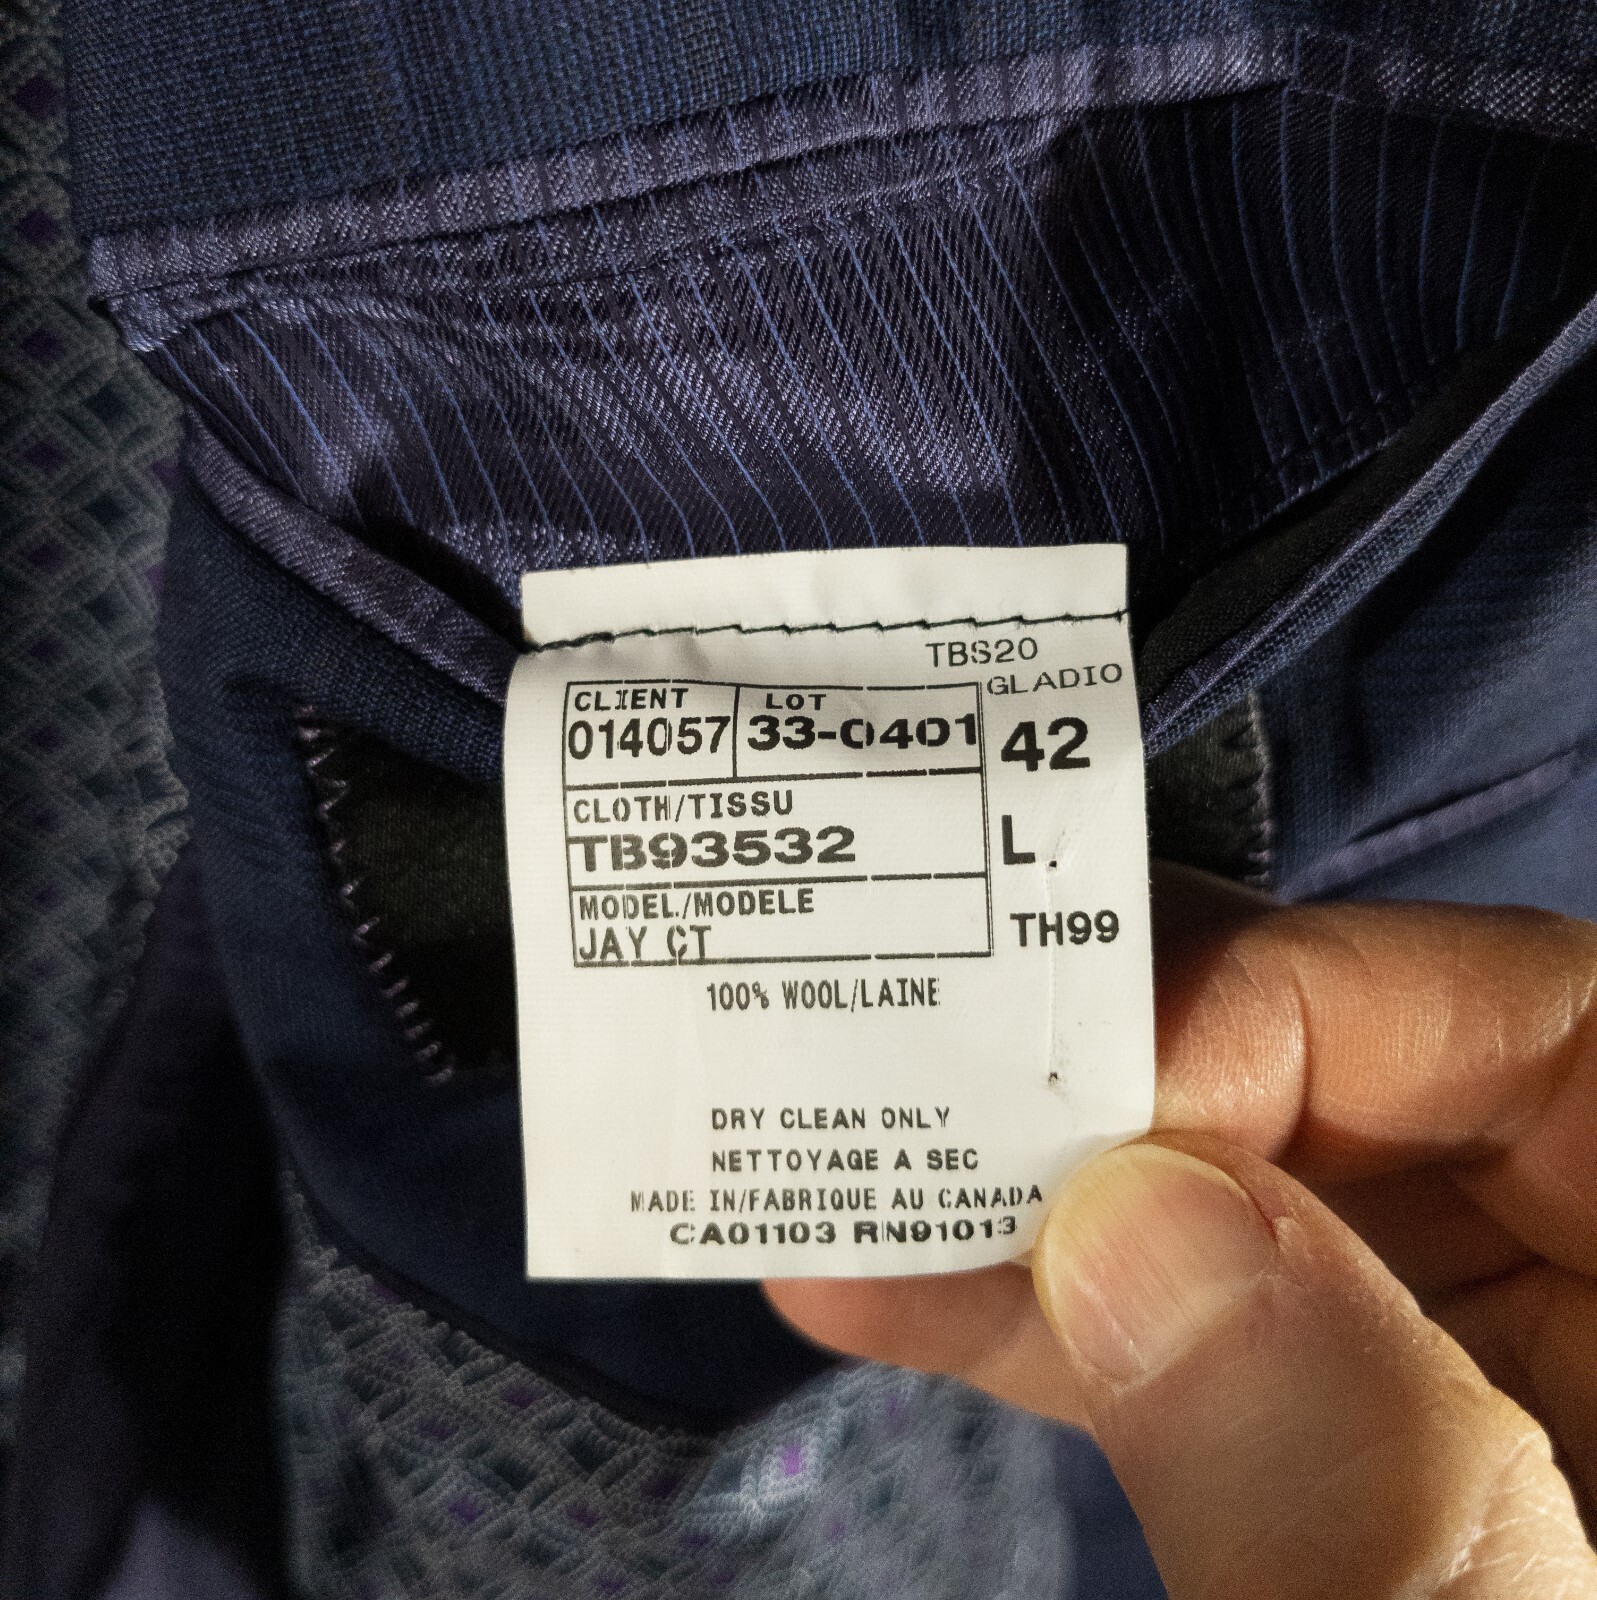 TBS20
GLADIO
CLIENT LOT
014057 33-0401 42
CLOTH/TISSU
TB93532 L
MODEL/MODELE
JAY CT TH99
100% WOOL/LAINE
DRY CLEAN ONLY
NETTOYAGE A SEC
MADE IN/FABRIQUE AU CANADA
CA01103 RN91013